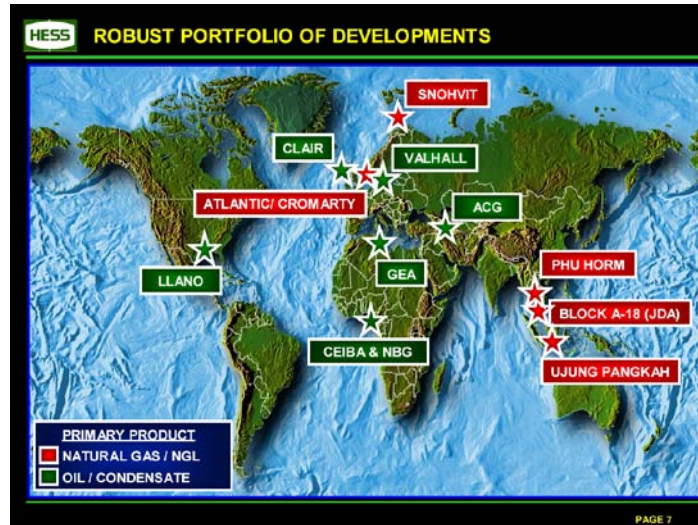 HESS
ROBUST PORTFOLIO OF DEVELOPMENTS
SNOHVIT
CLAIR
VALHALL
ATLANTIC/ CROMARTY
ACG
LLANO
GEA
PHU HORM
BLOCK A-18 (JDA)
CEIBA & NBG
UJUNG PANGKAH
PRIMARY PRODUCT
NATURAL GAS / NGL
OIL / CONDENSATE
PAGE 7